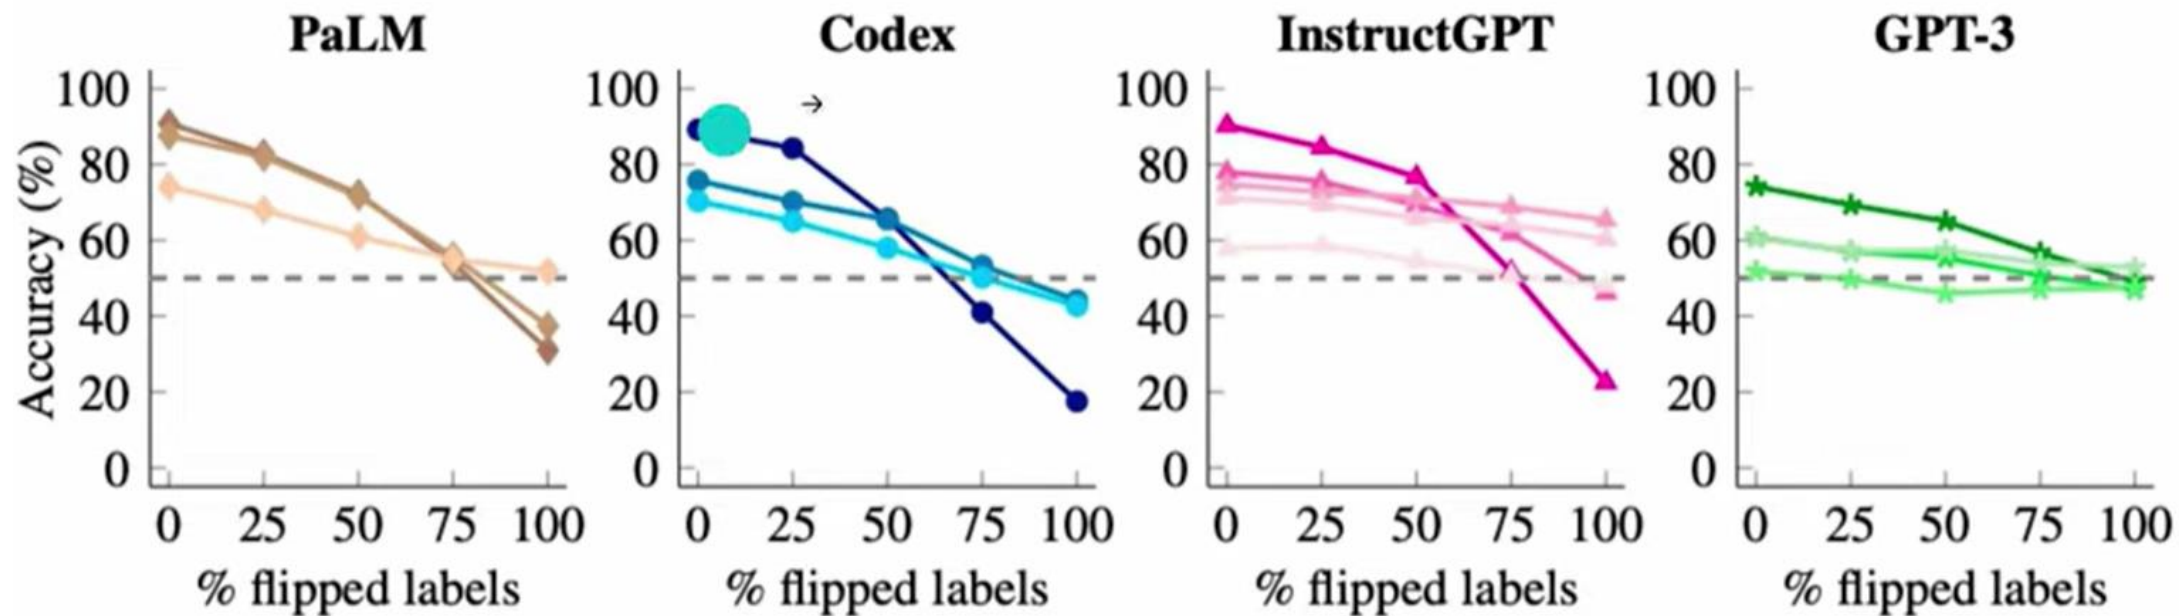 PaLM Codex InstructGPT GPT-3
Accuracy (%)
100 100 → 100 100
80 80 80 80
60 60 60 60
40 40 40 40
20 20 20 20
0 0 0 0
0 25 50 75 100 0 25 50 75 100 0 25 50 75 100 0 25 50 75 100
% flipped labels % flipped labels % flipped labels % flipped labels